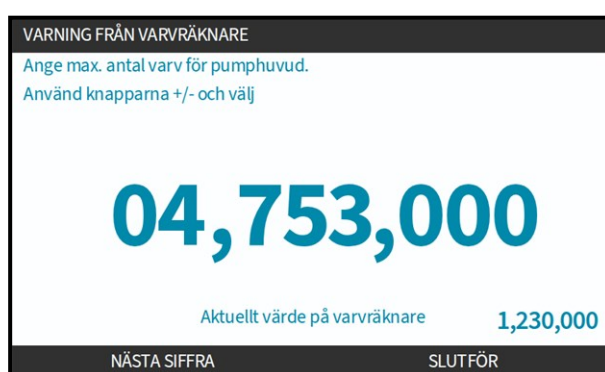 VARNING FRÅN VARVRÄKNARE
Ange max. antal varv för pumphuvud.
Använd knapparna +/- och välj
04,753,000
Aktuellt värde på varvräknare 1,230,000
NÄSTA SIFFRA SLUTFÖR